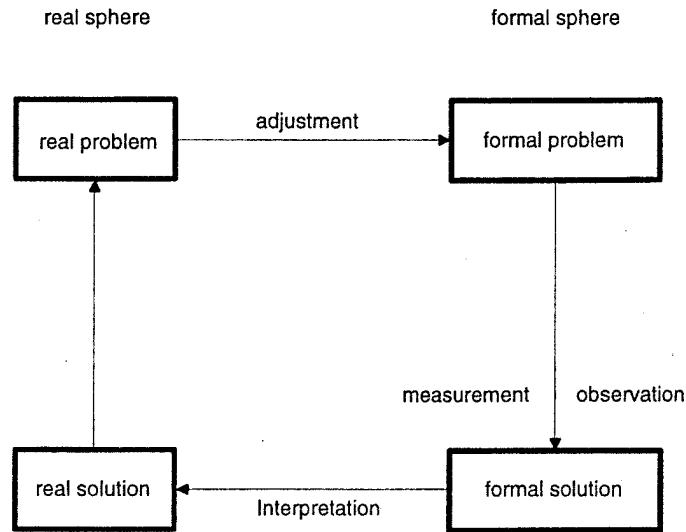 real sphere
formal sphere
real problem
adjustment
formal problem
measurement
observation
real solution
Interpretation
formal solution